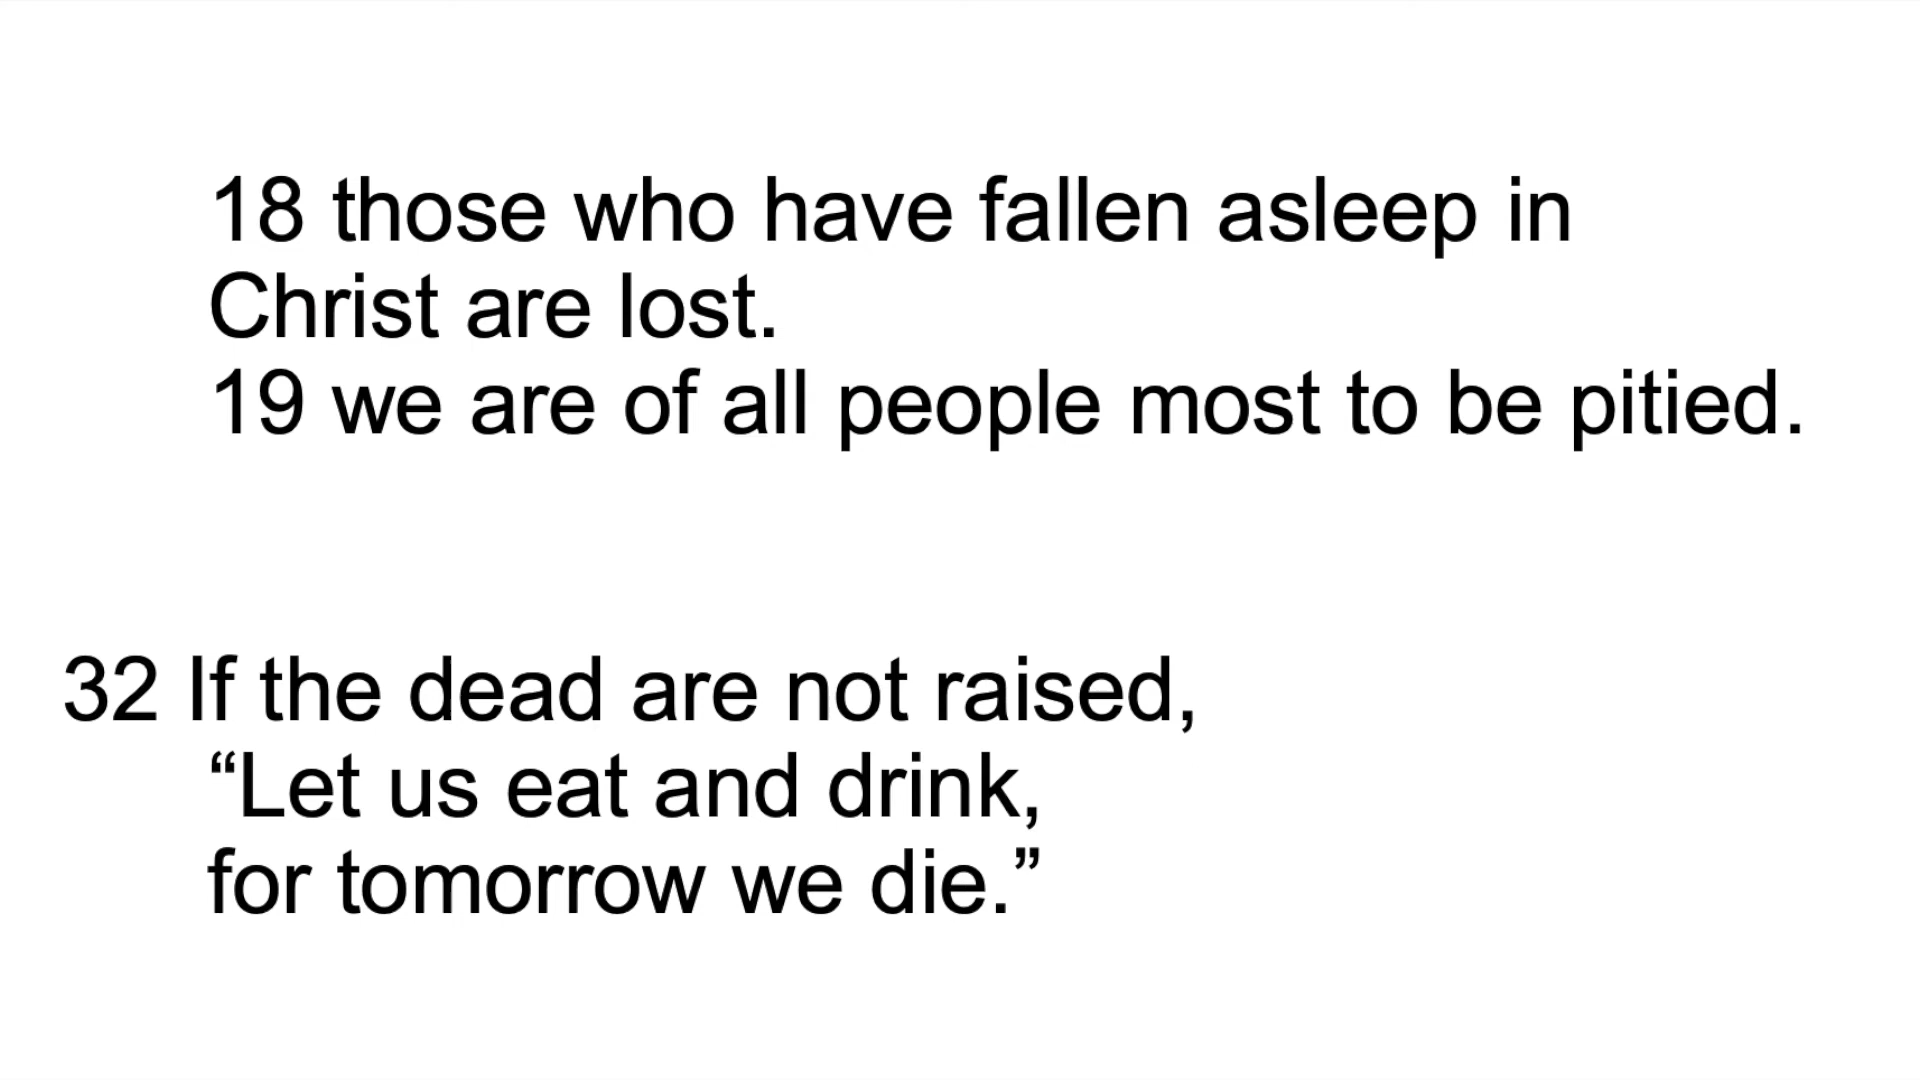 18 those who have fallen asleep in
Christ are lost.
19 we are of all people most to be pitied.
32 If the dead are not raised,
“Let us eat and drink,
for tomorrow we die.”